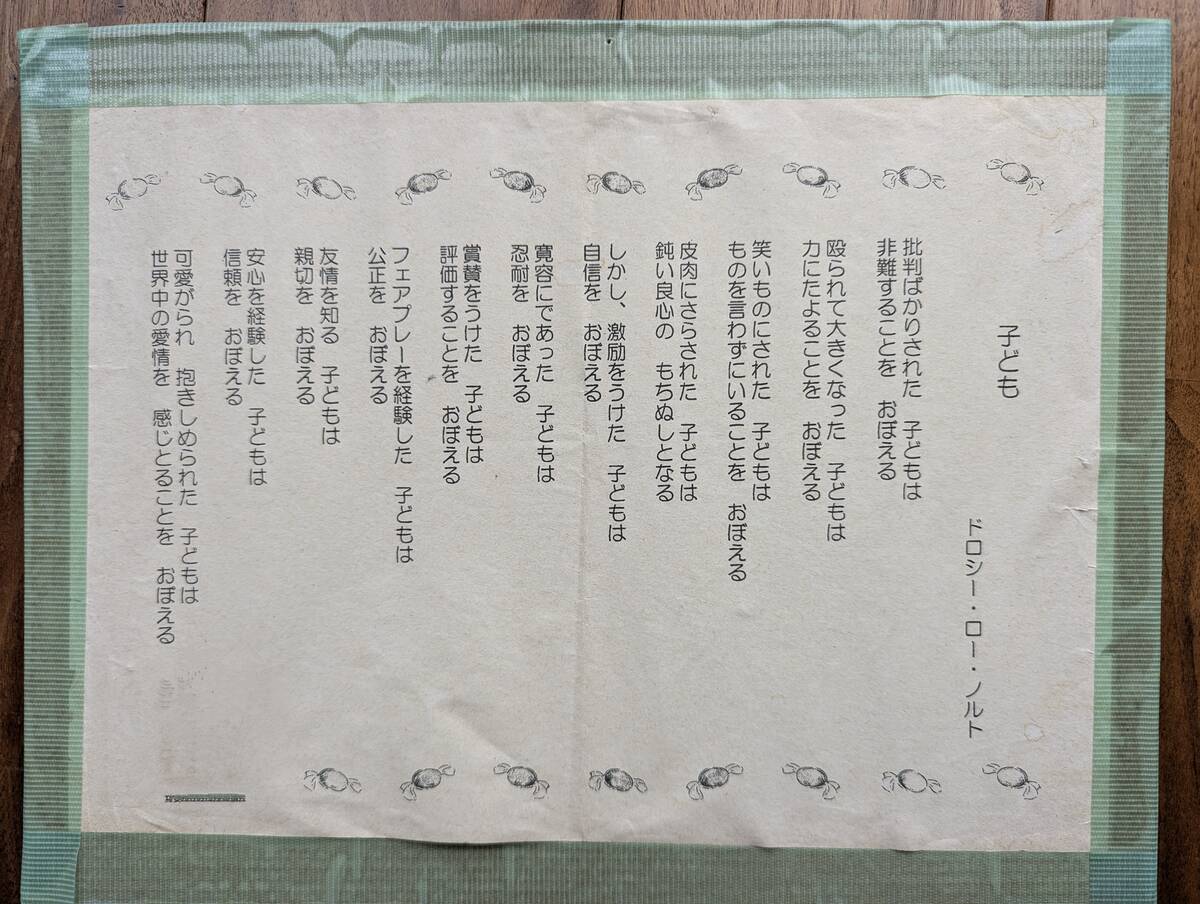 子ども
ドロシー・ロー・ノルト
批判ばかりされた 子どもは
非難することを おぼえる
殴られて大きくなった 子どもは
力にたよることを おぼえる
笑いものにされた 子どもは
ものを言わずにいることを おぼえる
皮肉にさらされた 子どもは
鈍い良心の もちぬしとなる
しかし、激励をうけた 子どもは
自信を おぼえる
寛容にであった 子どもは
忍耐を おぼえる
賞賛をうけた 子どもは
評価することを おぼえる
フェアプレーを経験した 子どもは
公正を おぼえる
友情を知る 子どもは
親切を おぼえる
安心を経験した 子どもは
信頼を おぼえる
可愛がられ 抱きしめられた 子どもは
世界中の愛情を 感じとることを おぼえる